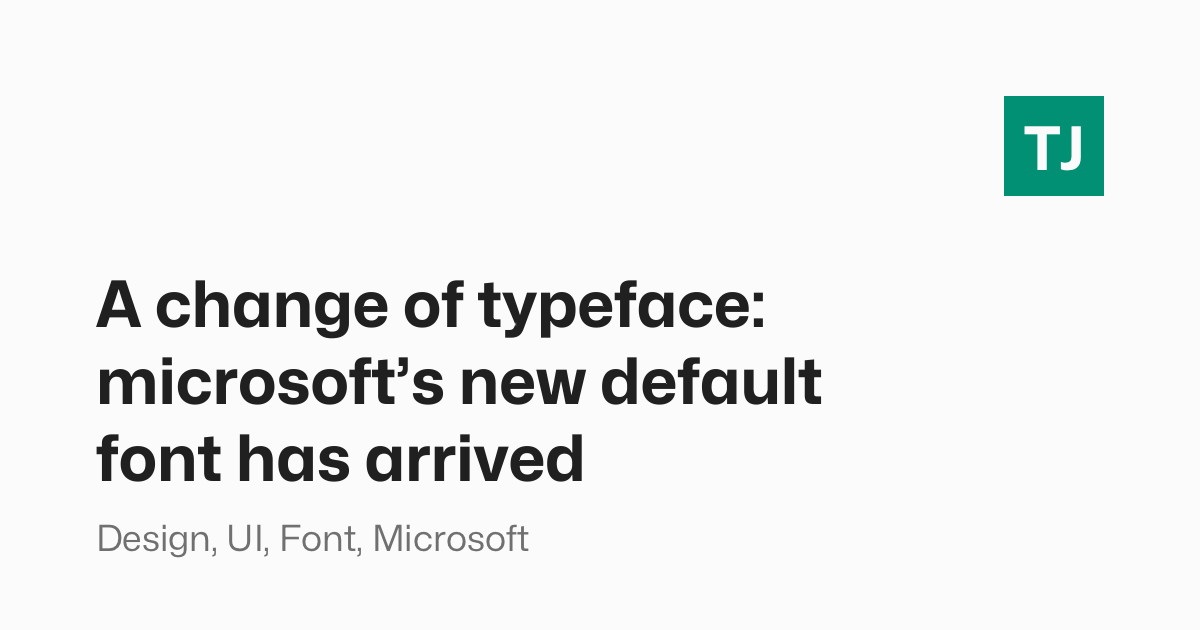 TJ
A change of typeface:
microsoft’s new default
font has arrived
Design, UI, Font, Microsoft